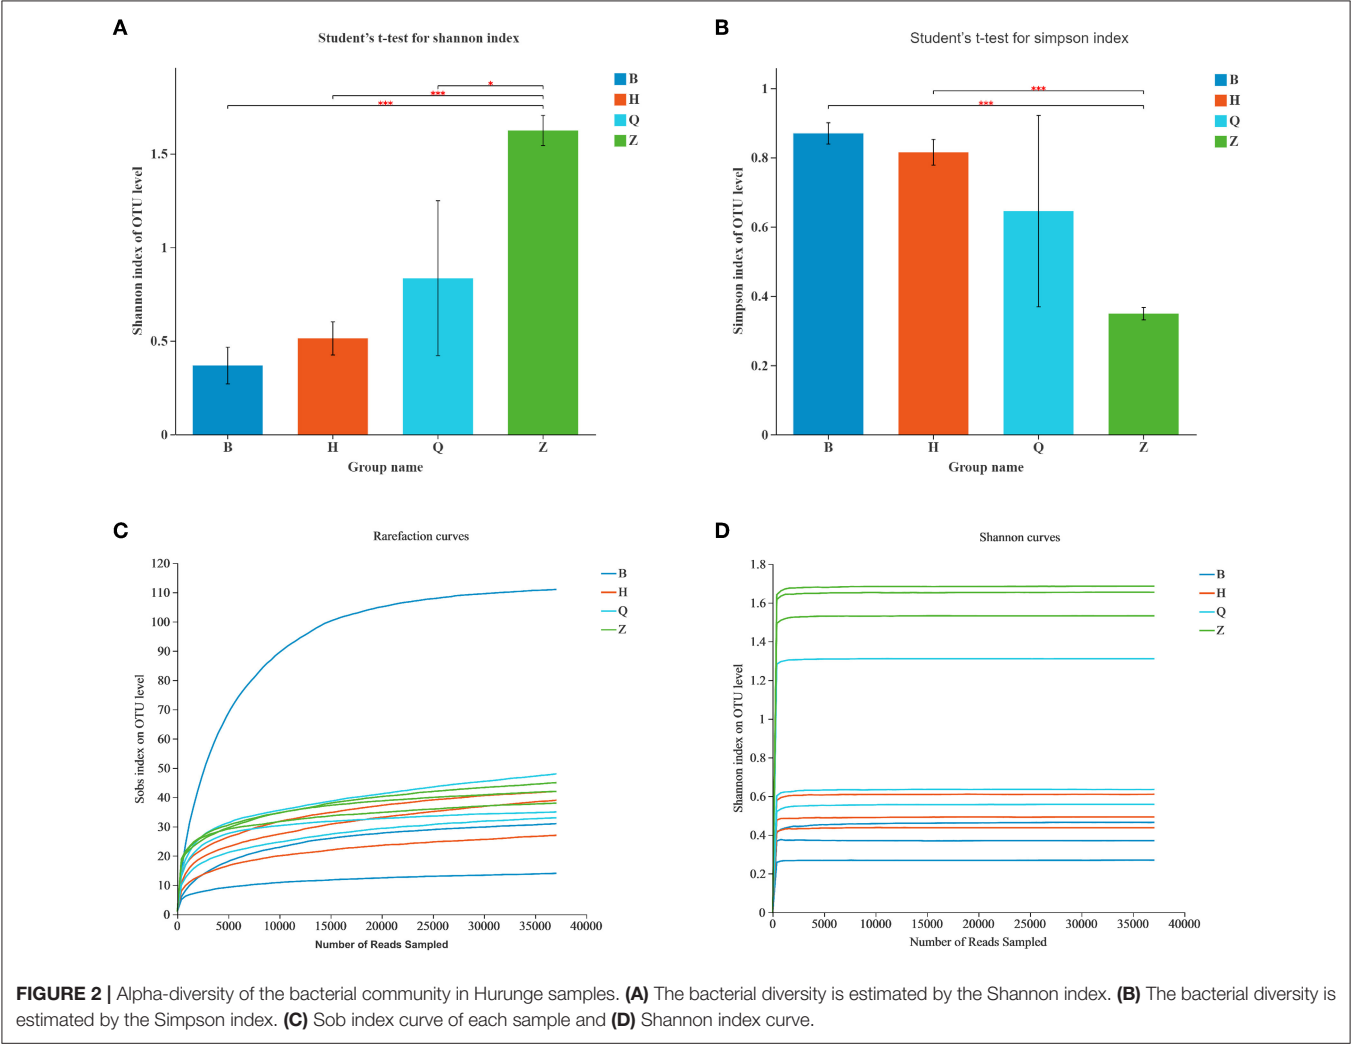 A
Student's t-test for shannon index
B
H
Q
Z
*
***
***
1.5
1
0.5
0
Shannon index of OTU level
B
H
Q
Z
Group name
B
Student's t-test for simpson index
B
H
Q
Z
***
***
1
0.8
0.6
0.4
0.2
0
Simpson index of OTU level
B
H
Q
Z
Group name
C
Rarefaction curves
B
H
Q
Z
120
110
100
90
80
70
60
50
40
30
20
10
0
Sobs index on OTU level
0 5000 10000 15000 20000 25000 30000 35000 40000
Number of Reads Sampled
D
Shannon curves
B
H
Q
Z
1.8
1.6
1.4
1.2
1
0.8
0.6
0.4
0.2
0
Shannon index on OTU level
0 5000 10000 15000 20000 25000 30000 35000 40000
Number of Reads Sampled
FIGURE 2 | Alpha-diversity of the bacterial community in Hurunge samples. (A) The bacterial diversity is estimated by the Shannon index. (B) The bacterial diversity is
estimated by the Simpson index. (C) Sob index curve of each sample and (D) Shannon index curve.